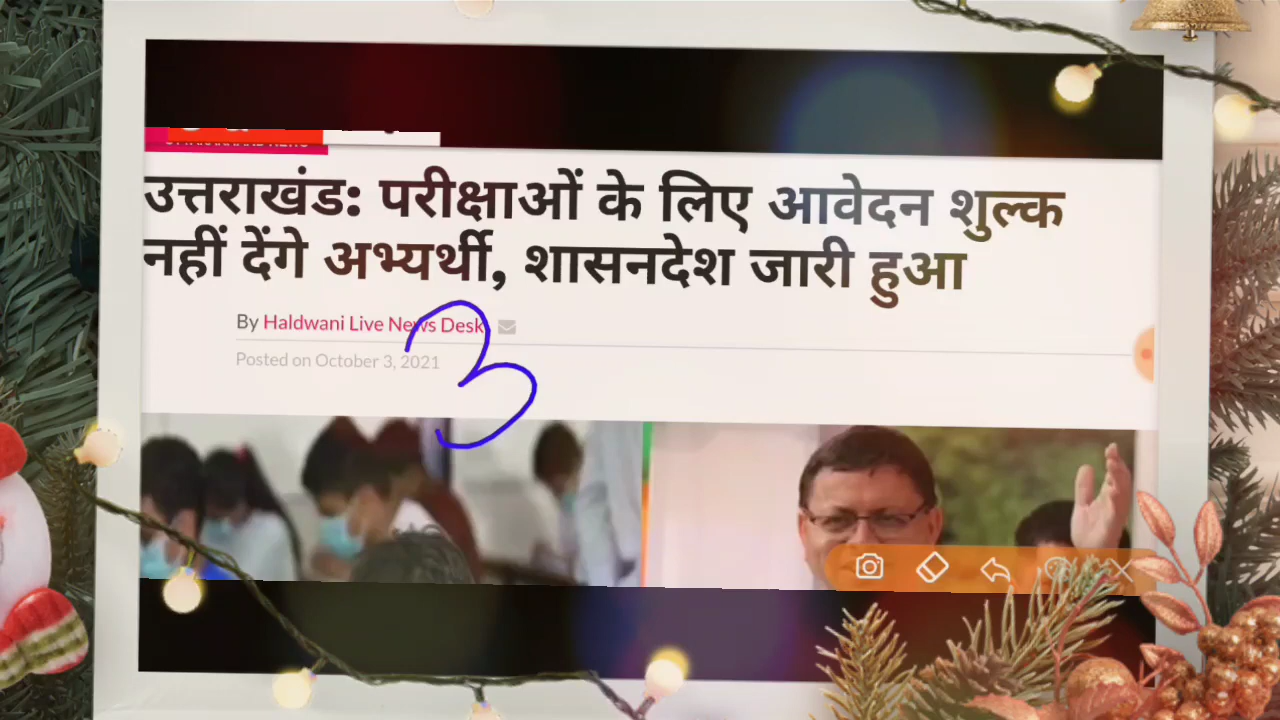 उत्तराखंड: परीक्षाओं के लिए आवेदन शुल्क
नहीं देंगे अभ्यर्थी, शासनदेश जारी हुआ
By Haldwani Live News Desk
Posted on October 3, 2021
3